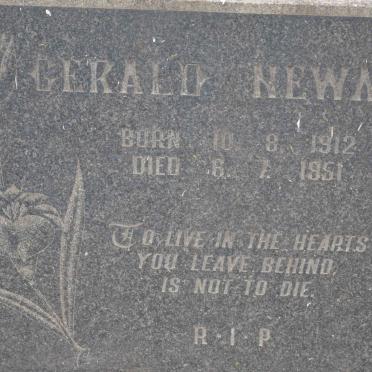 GERALD NEWA
BORN 10. 8. 1912
DIED 6. 7. 1951
TO LIVE IN THE HEARTS
YOU LEAVE BEHIND,
IS NOT TO DIE.
R·I·P